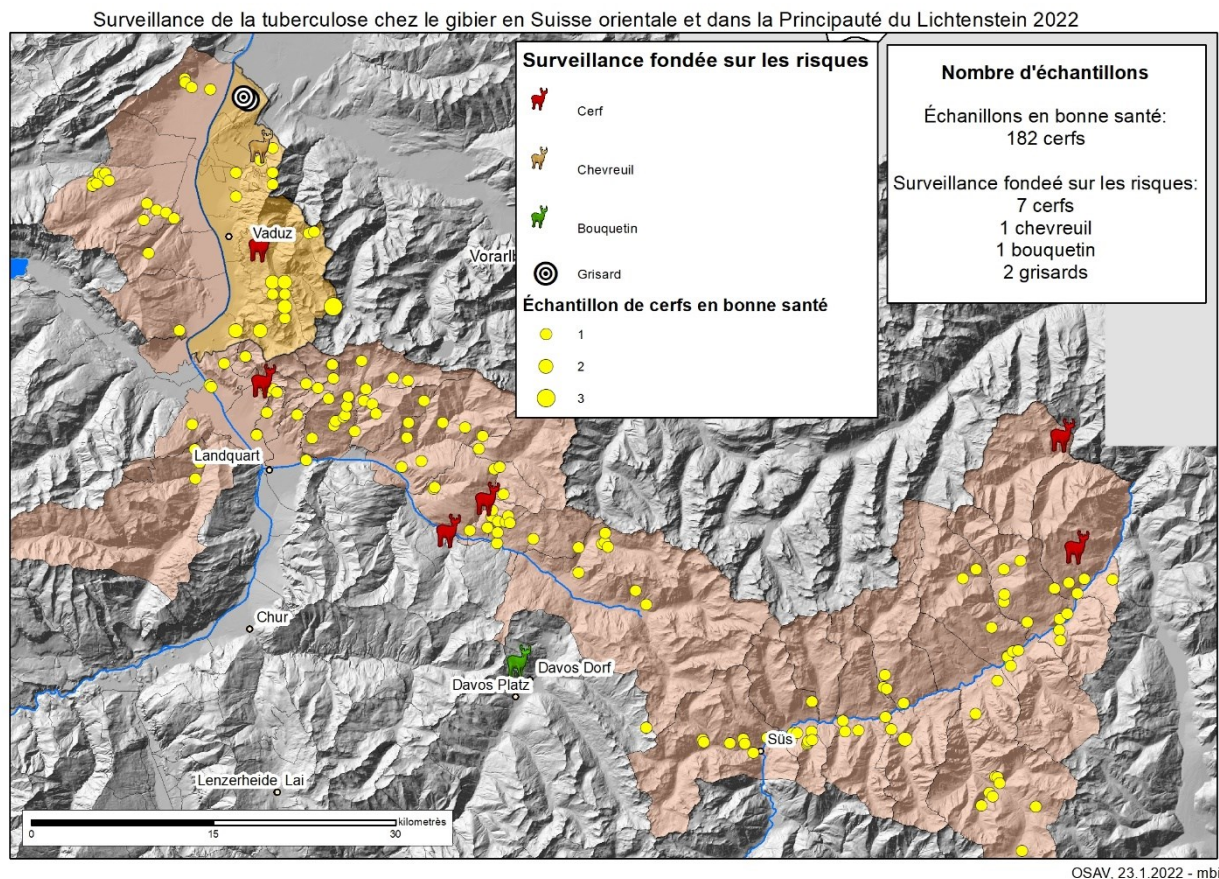 Surveillance de la tuberculose chez le gibier en Suisse orientale et dans la Principauté du Lichtenstein 2022
Surveillance fondée sur les risques
Cerf
Chevreuil
Bouquetin
Grisard
Échantillon de cerfs en bonne santé
1
2
3
Nombre d'échantillons
Échanillons en bonne santé:
182 cerfs
Surveillance fondeé sur les risques:
7 cerfs
1 chevreuil
1 bouquetin
2 grisards
Vaduz
Vorarlb
Landquart
Chur
Davos Dorf
Davos Platz
Süs
Lenzerheide Lai
kilometrès
0 15 30
OSAV, 23.1.2022 - mbi